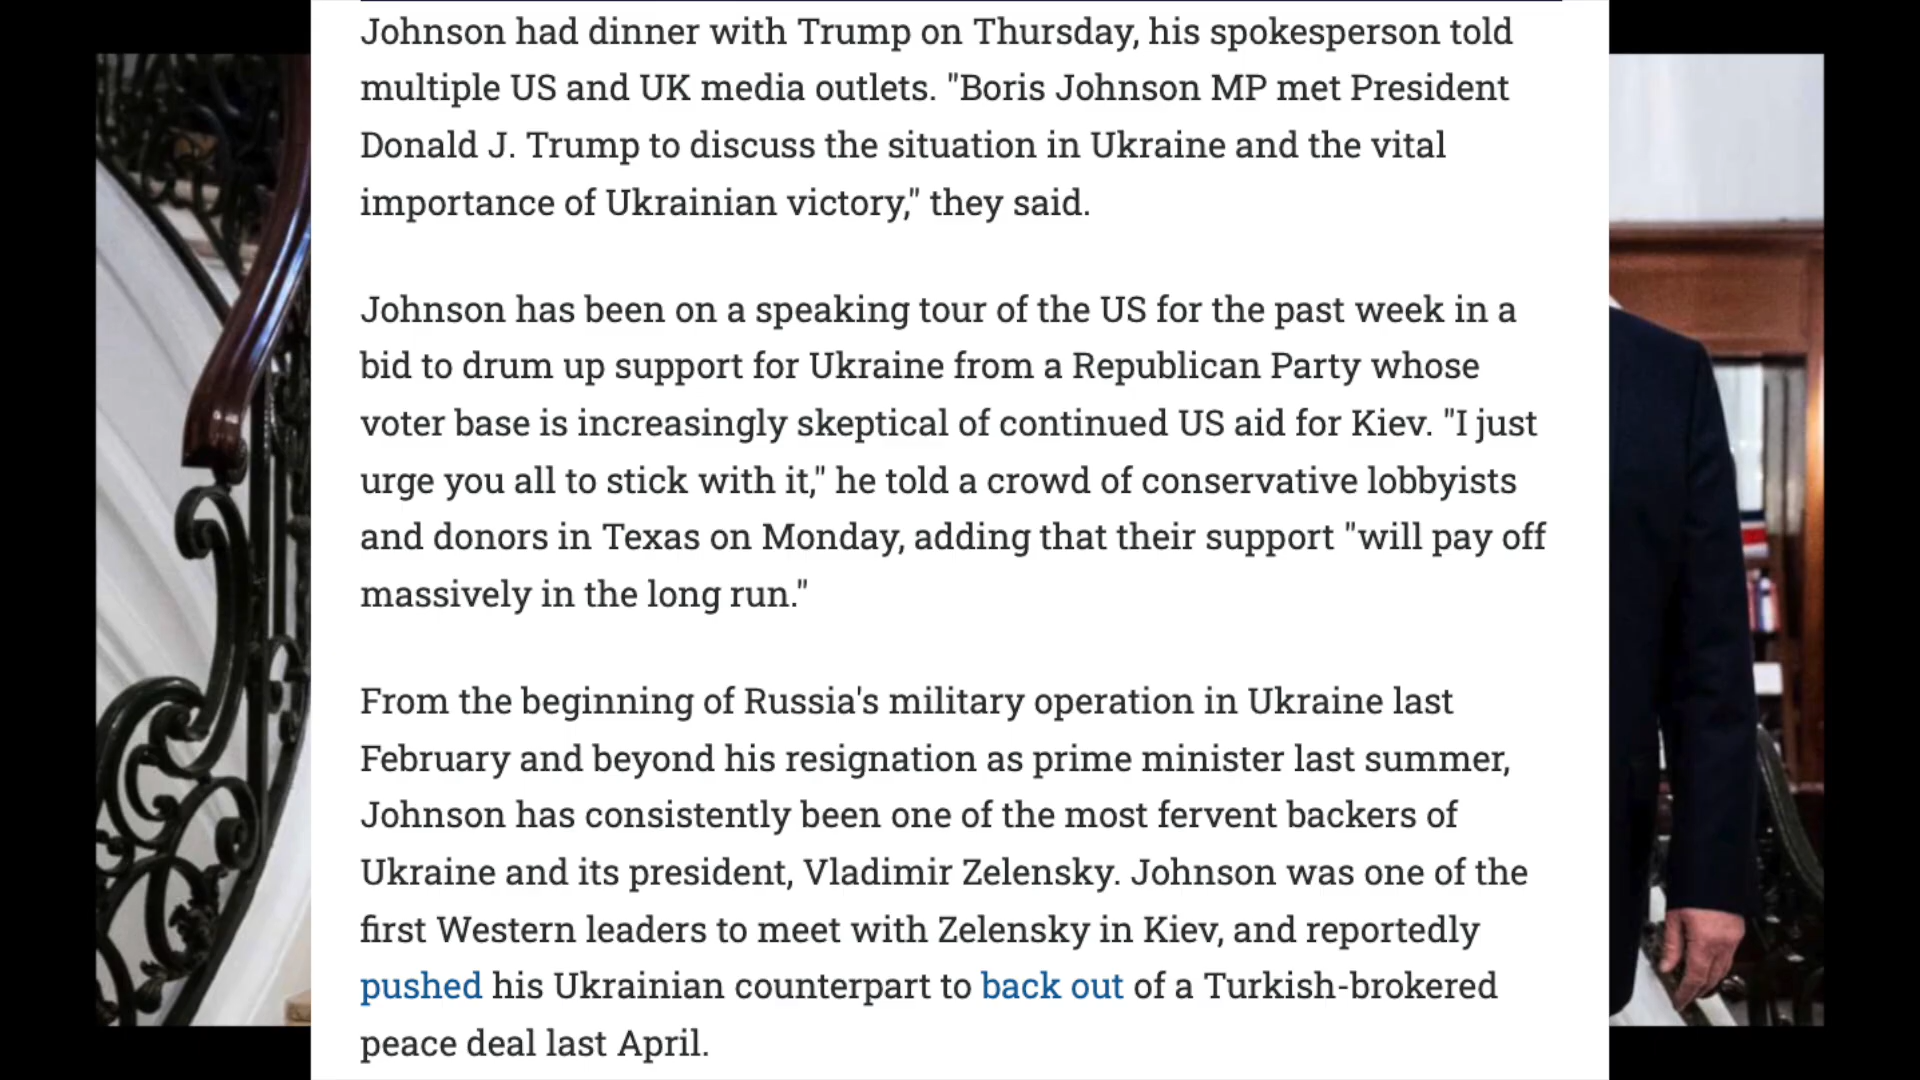 Johnson had dinner with Trump on Thursday, his spokesperson told
multiple US and UK media outlets. "Boris Johnson MP met President
Donald J. Trump to discuss the situation in Ukraine and the vital
importance of Ukrainian victory," they said.
Johnson has been on a speaking tour of the US for the past week in a
bid to drum up support for Ukraine from a Republican Party whose
voter base is increasingly skeptical of continued US aid for Kiev. "I just
urge you all to stick with it," he told a crowd of conservative lobbyists
and donors in Texas on Monday, adding that their support "will pay off
massively in the long run."
From the beginning of Russia's military operation in Ukraine last
February and beyond his resignation as prime minister last summer,
Johnson has consistently been one of the most fervent backers of
Ukraine and its president, Vladimir Zelensky. Johnson was one of the
first Western leaders to meet with Zelensky in Kiev, and reportedly
pushed his Ukrainian counterpart to back out of a Turkish-brokered
peace deal last April.